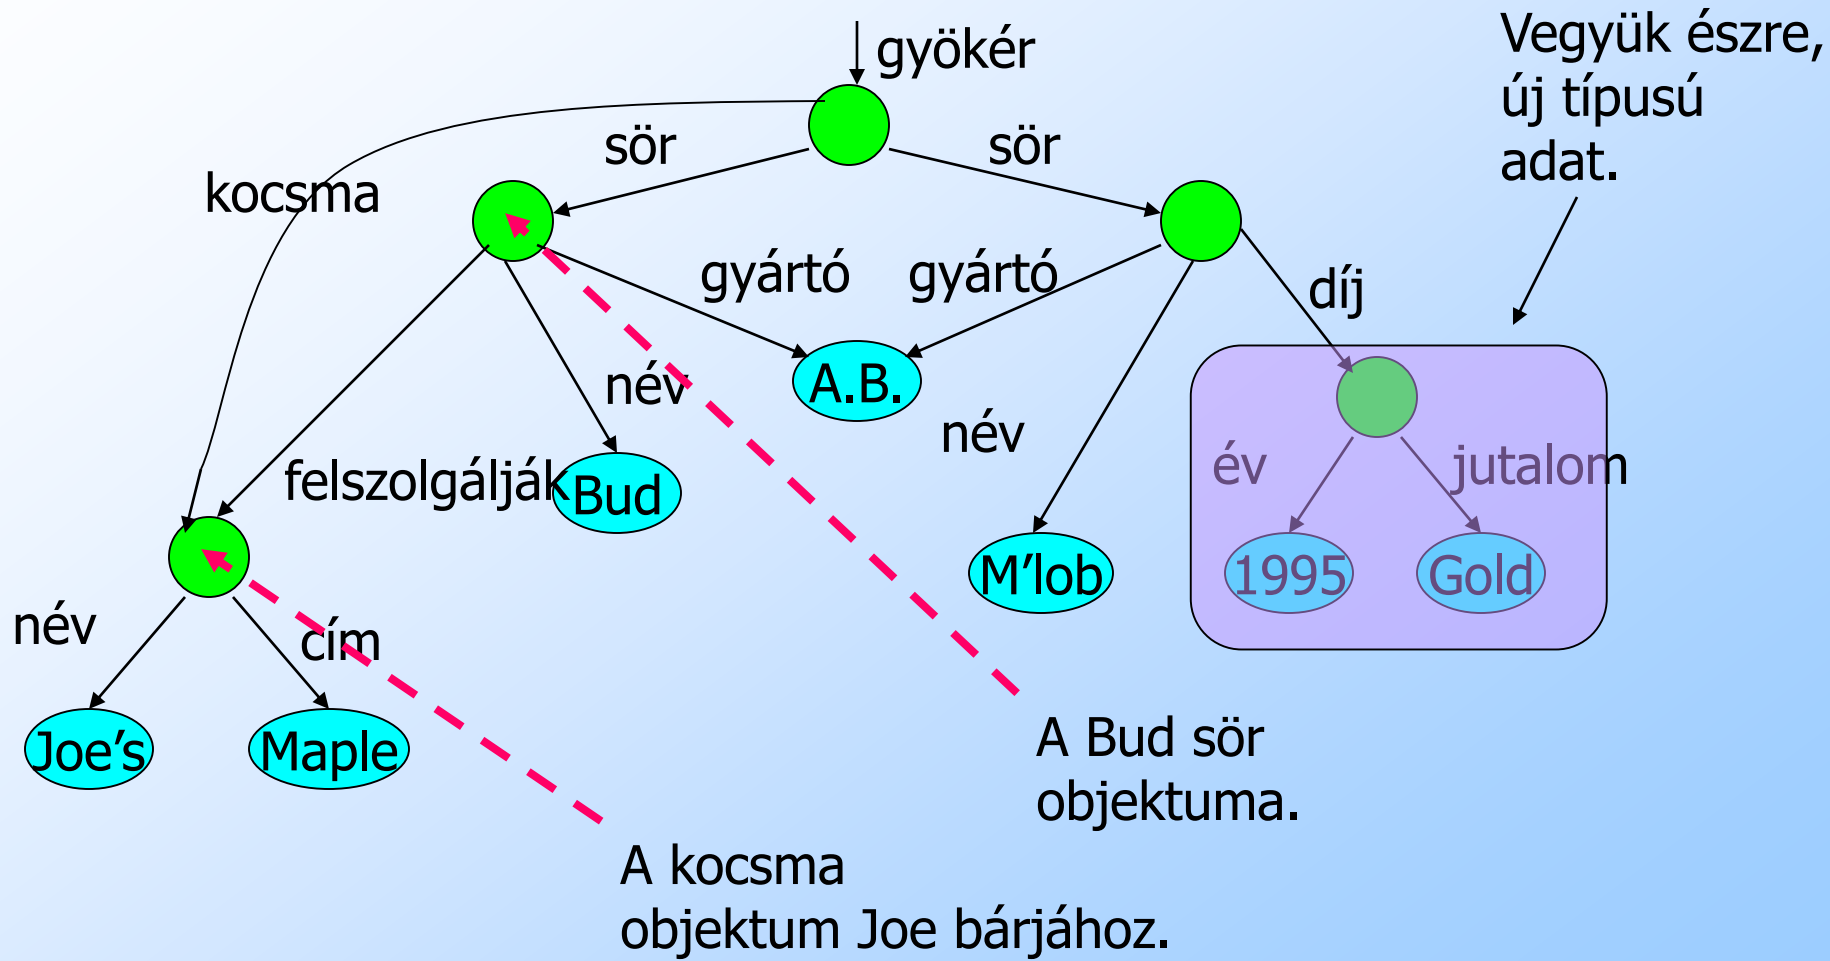 gyökér
Vegyük észre,
új típusú
adat.
sör
sör
kocsma
gyártó
gyártó
díj
név
A.B.
név
felszolgálják
Bud
év
jutalom
M’lob
1995
Gold
név
cím
Joe’s
Maple
A Bud sör
objektuma.
A kocsma
objektum Joe bárjához.